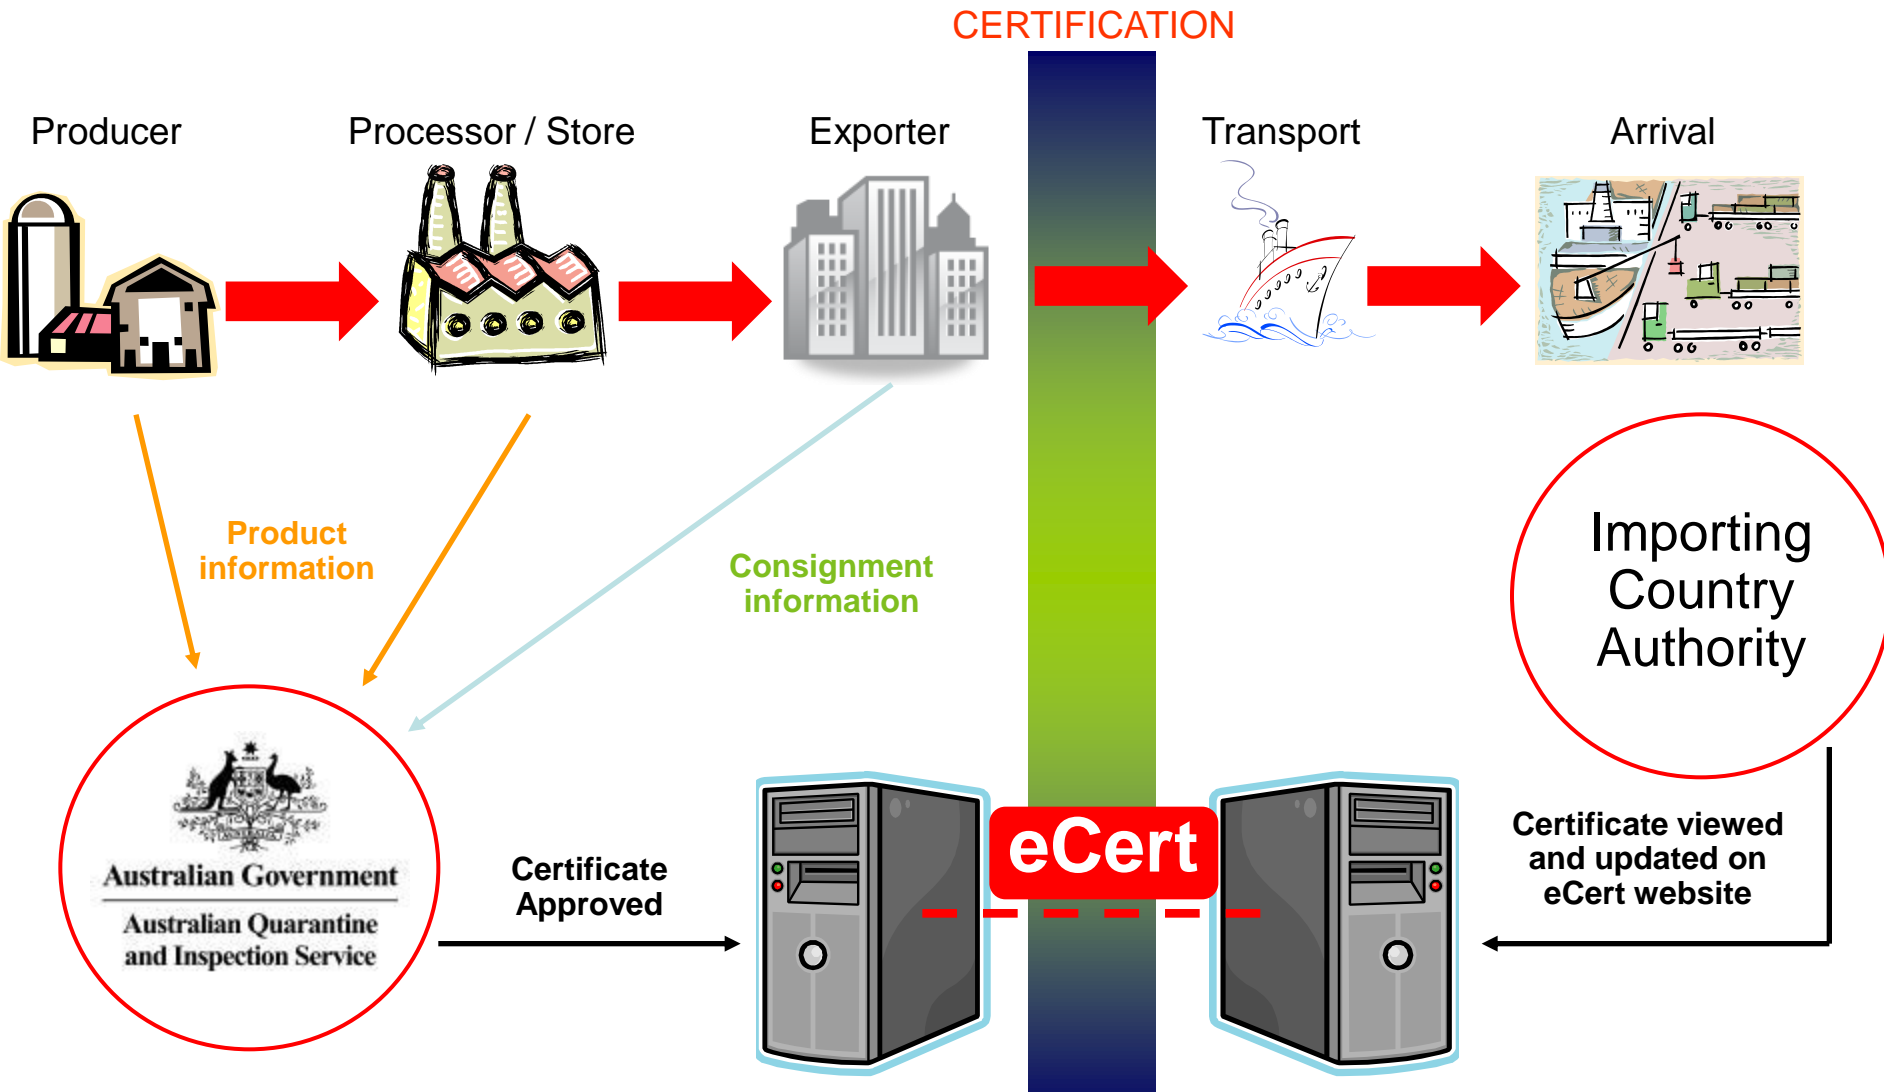 CERTIFICATION
Producer
Processor / Store
Exporter
Transport
Arrival
Product
information
Consignment
information
Importing
Country
Authority
Australian Government
Australian Quarantine
and Inspection Service
Certificate
Approved
eCert
Certificate viewed
and updated on
eCert website